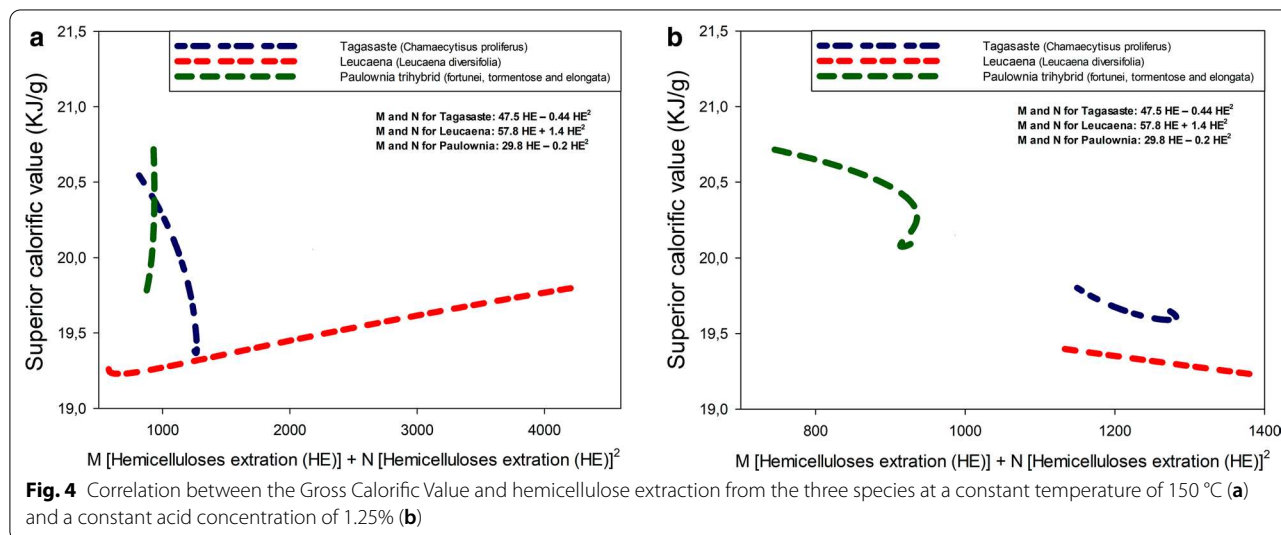 a
Superior calorific value (KJ/g)
21,5
21,0
20,5
20,0
19,5
19,0
Tagasaste (Chamaecytisus proliferus)
Leucaena (Leucaena diversifolia)
Paulownia trihybrid (fortunei, tormentose and elongata)
M and N for Tagasaste: 47.5 HE – 0.44 HE²
M and N for Leucaena: 57.8 HE + 1.4 HE²
M and N for Paulownia: 29.8 HE – 0.2 HE²
1000 2000 3000 4000
M [Hemicelluloses extration (HE)] + N [Hemicelluloses extration (HE)]²
b
Superior calorific value (KJ/g)
21,5
21,0
20,5
20,0
19,5
19,0
Tagasaste (Chamaecytisus proliferus)
Leucaena (Leucaena diversifolia)
Paulownia trihybrid (fortunei, tormentose and elongata)
M and N for Tagasaste: 47.5 HE – 0.44 HE²
M and N for Leucaena: 57.8 HE + 1.4 HE²
M and N for Paulownia: 29.8 HE – 0.2 HE²
800 1000 1200 1400
M [Hemicelluloses extration (HE)] + N [Hemicelluloses extration (HE)]²
Fig. 4 Correlation between the Gross Calorific Value and hemicellulose extraction from the three species at a constant temperature of 150 °C (a)
and a constant acid concentration of 1.25% (b)